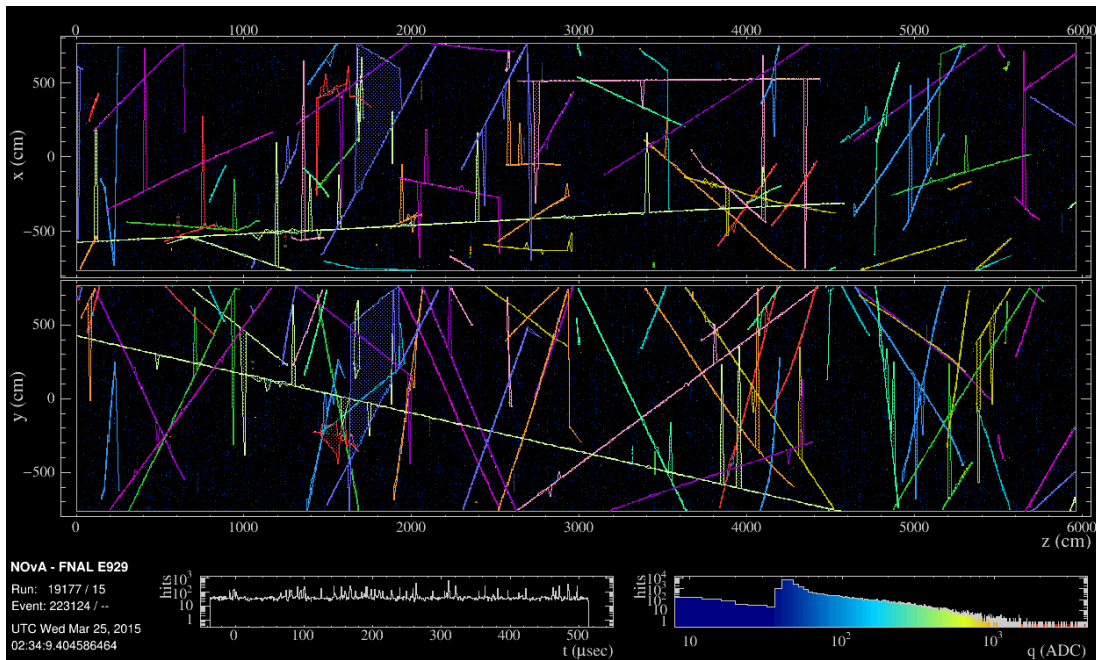 0 1000 2000 3000 4000 5000 6000
500
0
−500
x (cm)
500
0
−500
y (cm)
0 1000 2000 3000 4000 5000 6000
z (cm)
NOvA - FNAL E929
Run: 19177 / 15
Event: 223124 / --
UTC Wed Mar 25, 2015
02:34:9.404586464
hits
10³
10²
10
1
0 100 200 300 400 500
t (μsec)
hits
10⁴
10³
10²
10
1
10 10² 10³
q (ADC)